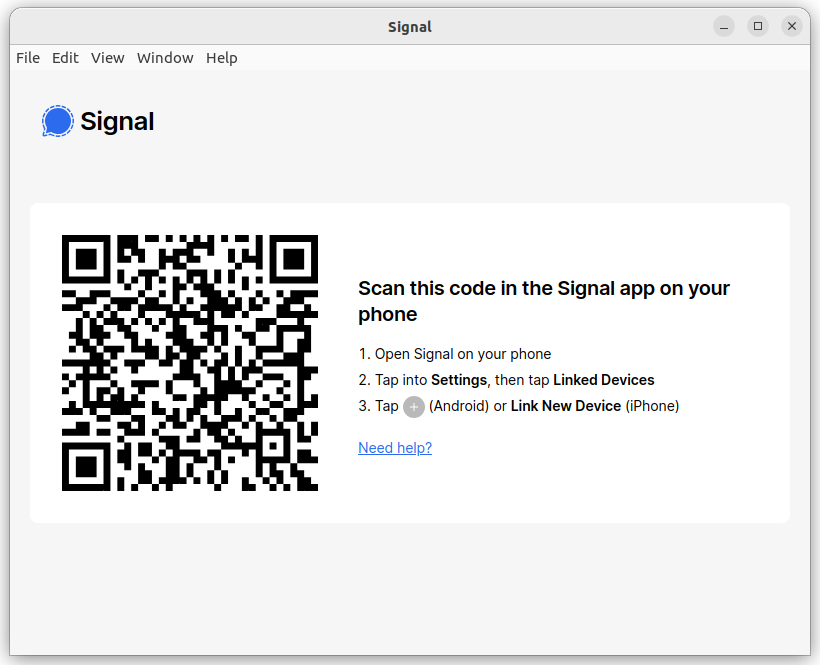 Signal
File Edit View Window Help
Signal
Scan this code in the Signal app on your
phone
1. Open Signal on your phone
2. Tap into Settings, then tap Linked Devices
3. Tap + (Android) or Link New Device (iPhone)
Need help?